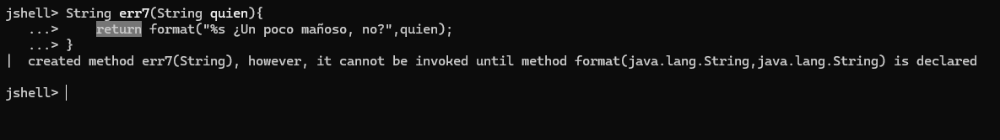 jshell> String err7(String quien){
   ...>     return format("%s ¿Un poco mañoso, no?",quien);
   ...> }
|  created method err7(String), however, it cannot be invoked until method format(java.lang.String,java.lang.String) is declared
jshell>